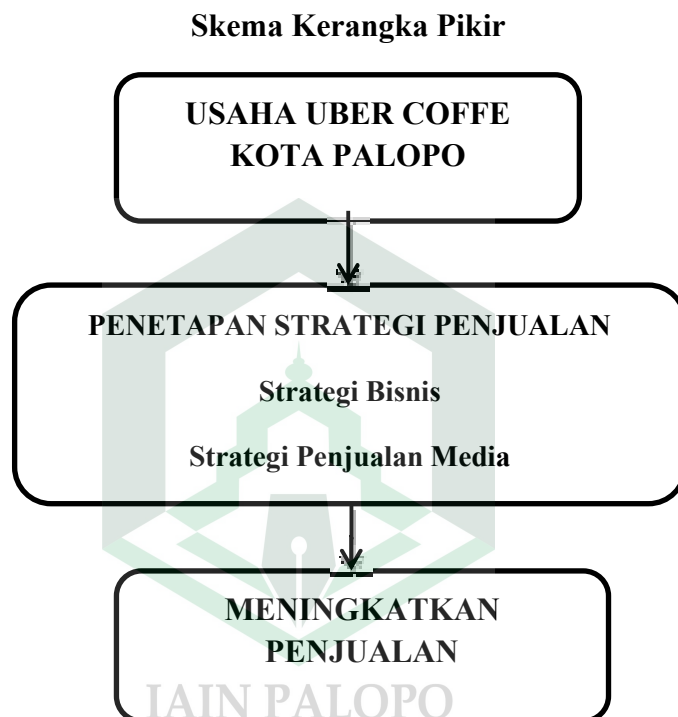 Skema Kerangka Pikir
USAHA UBER COFFE
KOTA PALOPO
PENETAPAN STRATEGI PENJUALAN
Strategi Bisnis
Strategi Penjualan Media
MENINGKATKAN
PENJUALAN
IAIN PALOPO